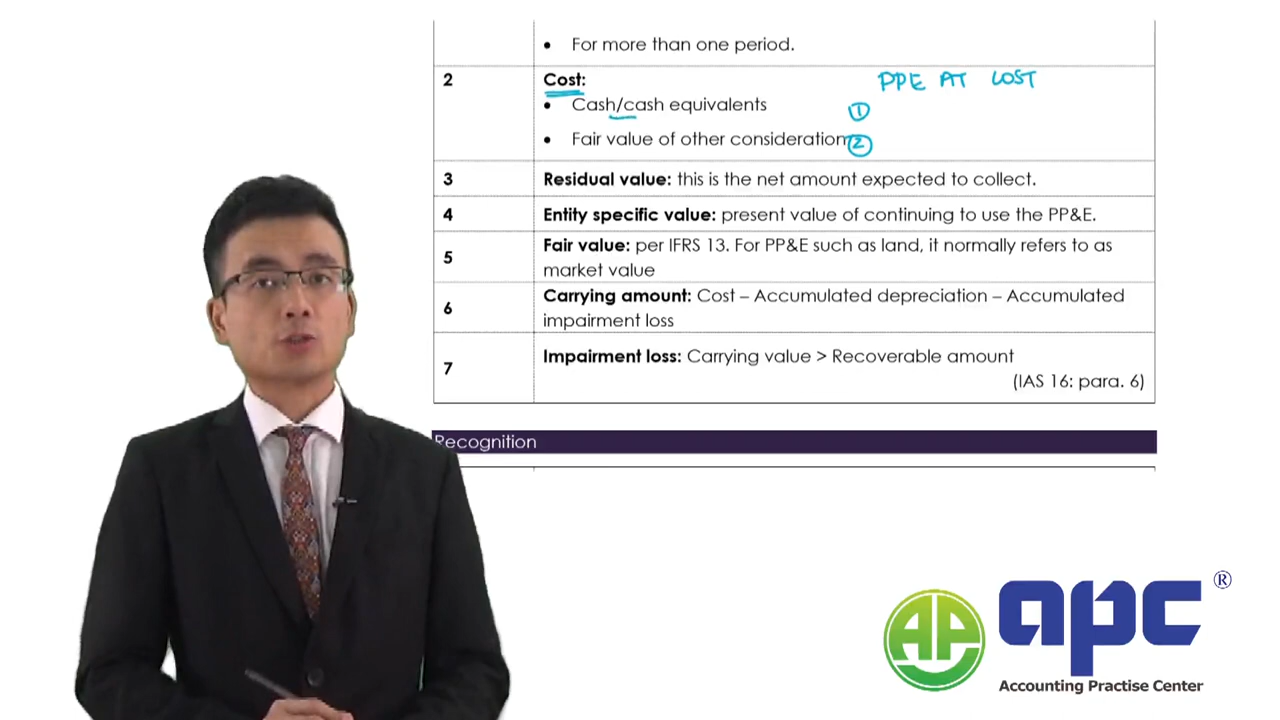 • For more than one period.
2 Cost: PPE AT COST
• Cash/cash equivalents ①
• Fair value of other consideration ②
3 Residual value: this is the net amount expected to collect.
4 Entity specific value: present value of continuing to use the PP&E.
5 Fair value: per IFRS 13. For PP&E such as land, it normally refers to as
market value
6 Carrying amount: Cost – Accumulated depreciation – Accumulated
impairment loss
7 Impairment loss: Carrying value > Recoverable amount
(IAS 16: para. 6)
Recognition
AP apc ®
Accounting Practise Center